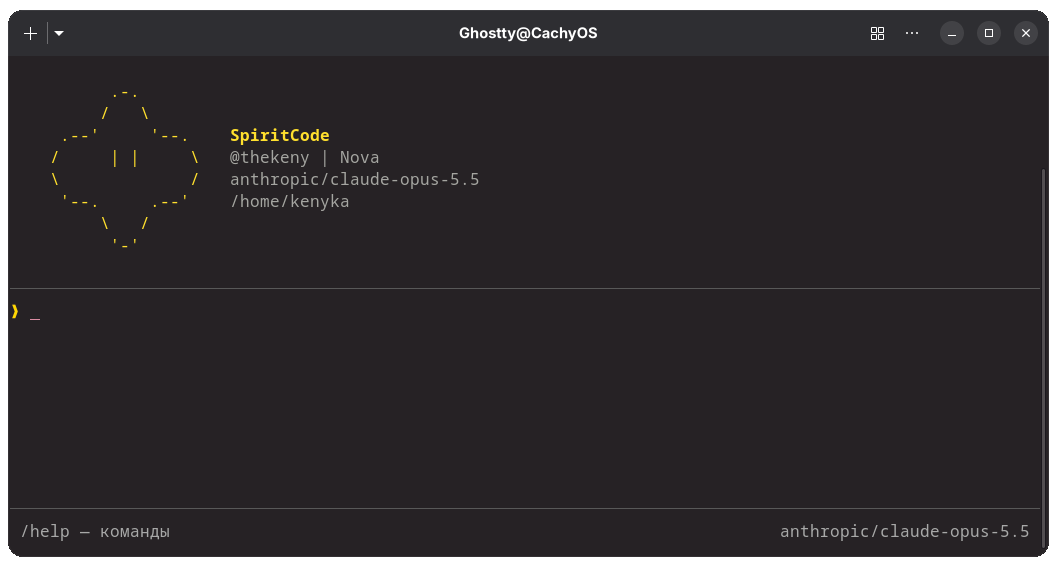 Ghostty@CachyOS
SpiritCode
@thekeny | Nova
anthropic/claude-opus-5.5
/home/kenyka
❯ _
/help — команды
anthropic/claude-opus-5.5